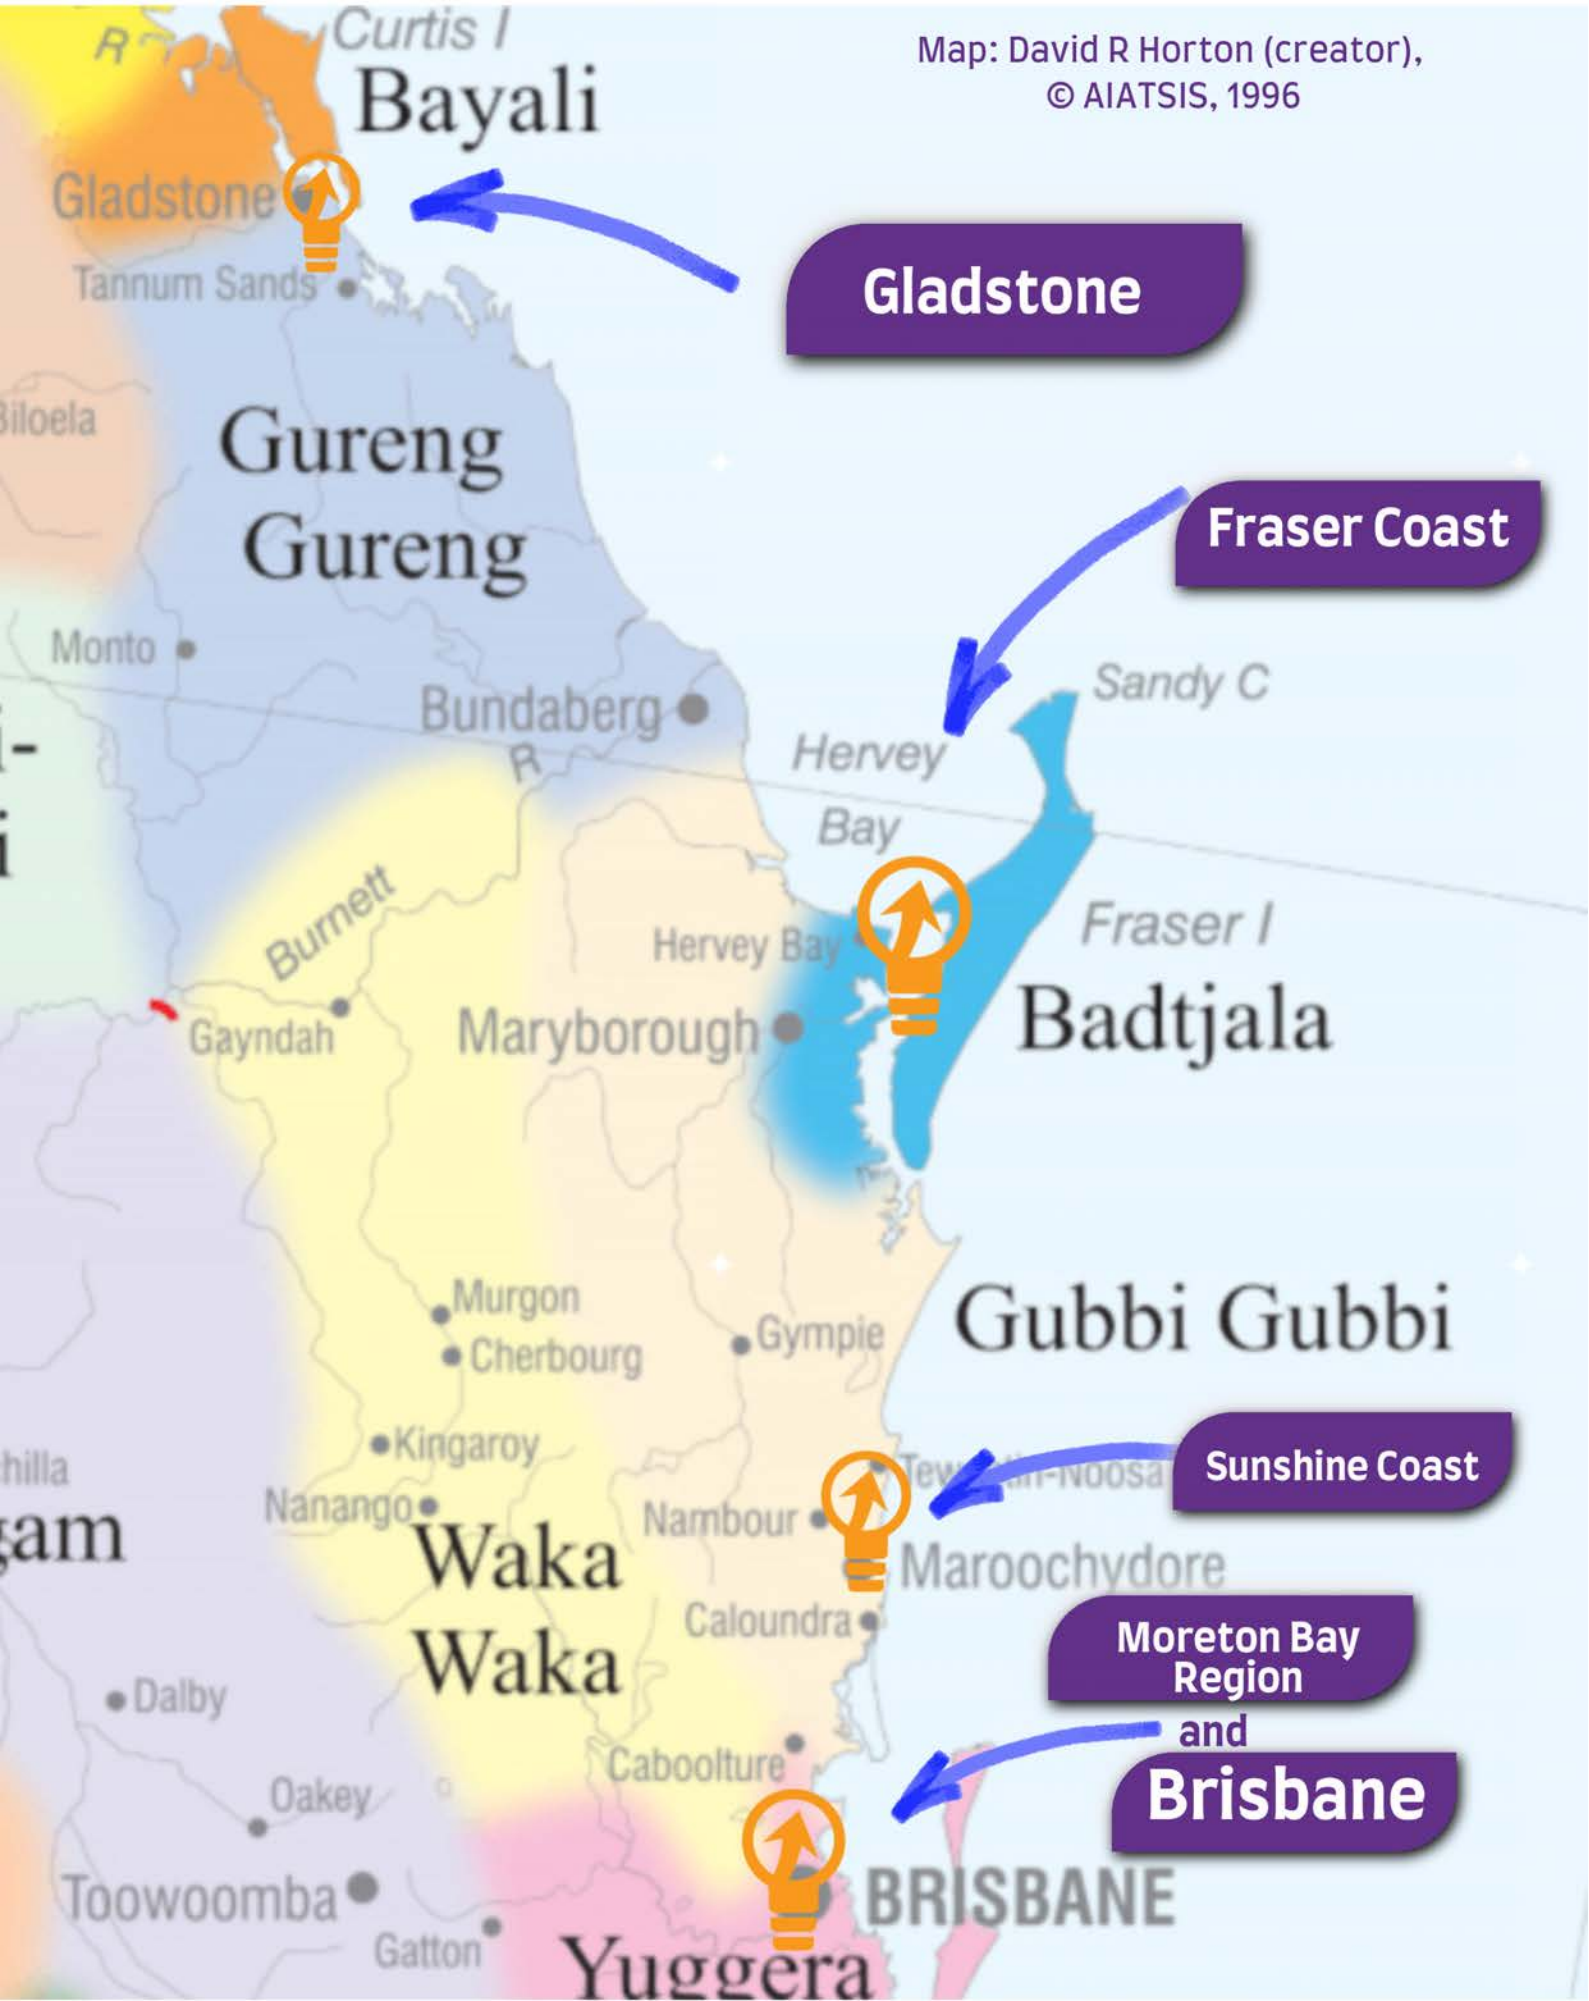 R
Curtis I
Bayali
Map: David R Horton (creator),
© AIATSIS, 1996
Gladstone
Tannum Sands
Gladstone
Biloela
Gureng
Gureng
Fraser Coast
Monto
Bundaberg
R
Sandy C
Hervey
Bay
i-
i
Burnett
Hervey Bay
Fraser I
Badtjala
Gayndah
Maryborough
Murgon
Cherbourg
Gympie
Gubbi Gubbi
Kingaroy
hilla
gam
Nanango
Waka
Waka
Nambour
Sunshine Coast
Maroochydore
Caloundra
Moreton Bay
Region
and
Brisbane
Dalby
Caboolture
Oakey
Toowoomba
Gatton
BRISBANE
Yuggera